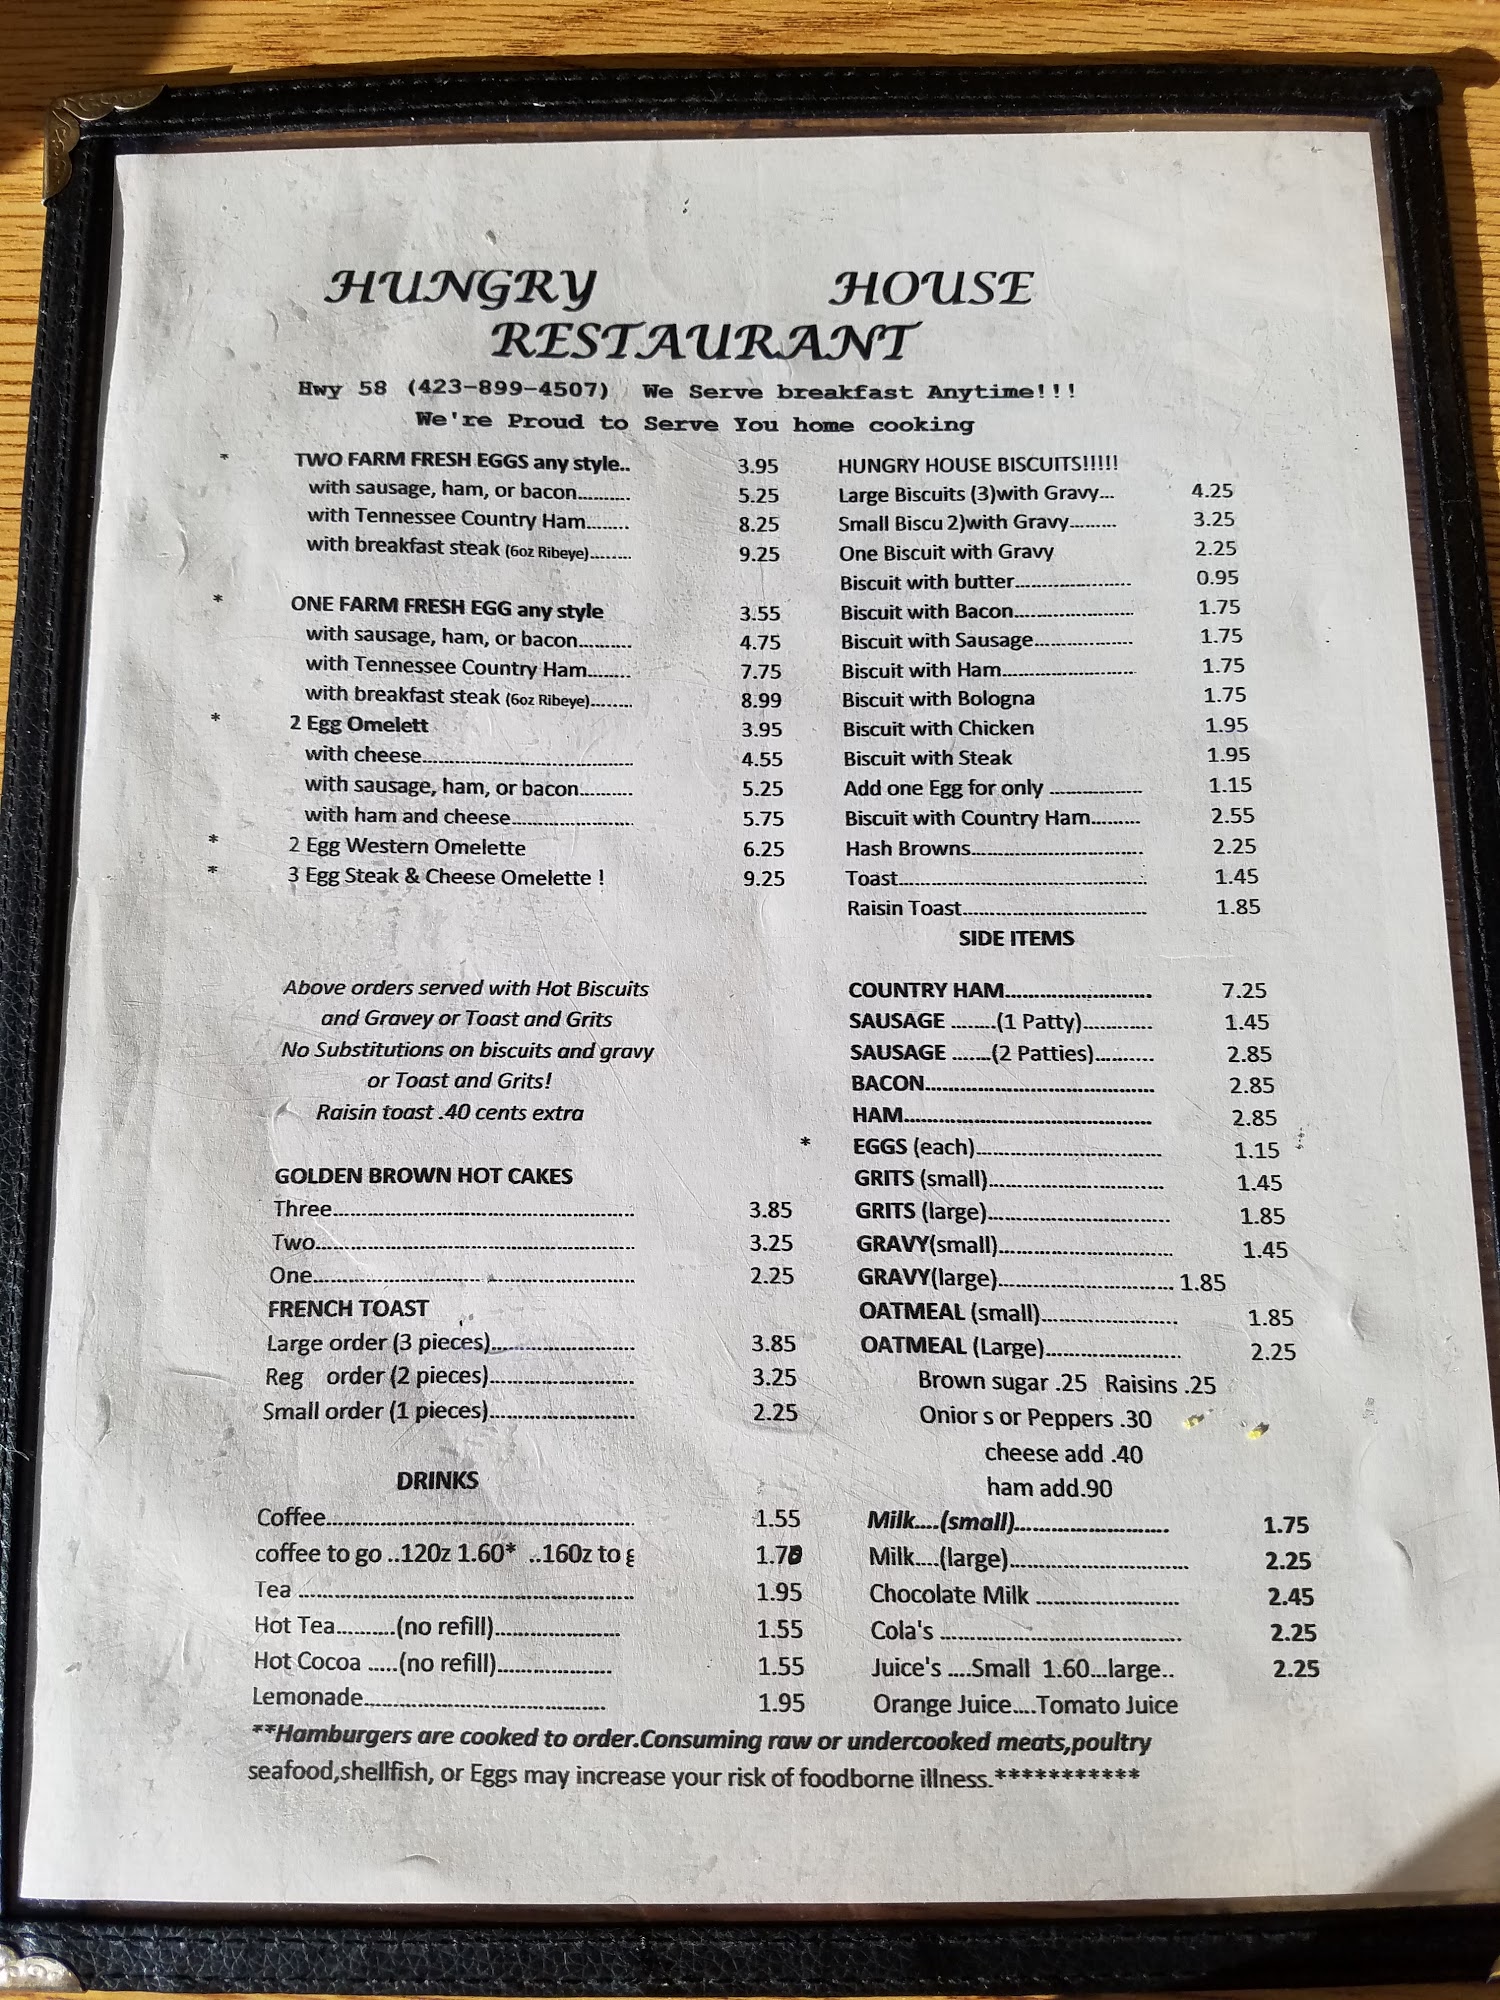 HUNGRY HOUSE
RESTAURANT
Hwy 58 (423-899-4507) We Serve breakfast Anytime!!!
We're Proud to Serve You home cooking
* TWO FARM FRESH EGGS any style.. 3.95
with sausage, ham, or bacon.......... 5.25
with Tennessee Country Ham........ 8.25
with breakfast steak (6oz Ribeye)........ 9.25
* ONE FARM FRESH EGG any style 3.55
with sausage, ham, or bacon.......... 4.75
with Tennessee Country Ham........ 7.75
with breakfast steak (6oz Ribeye)........ 8.99
* 2 Egg Omelett 3.95
with cheese........................................ 4.55
with sausage, ham, or bacon.......... 5.25
with ham and cheese....................... 5.75
* 2 Egg Western Omelette 6.25
* 3 Egg Steak & Cheese Omelette ! 9.25
Above orders served with Hot Biscuits
and Gravey or Toast and Grits
No Substitutions on biscuits and gravy
or Toast and Grits!
Raisin toast .40 cents extra
GOLDEN BROWN HOT CAKES
Three......................................................... 3.85
Two............................................................ 3.25
One............................................................ 2.25
FRENCH TOAST
Large order (3 pieces)........................... 3.85
Reg order (2 pieces)........................... 3.25
Small order (1 pieces)........................... 2.25
DRINKS
Coffee......................................................... 1.55
coffee to go ..120z 1.60* ..160z to 1.7
Tea ............................................................. 1.95
Hot Tea..........(no refill)...................... 1.55
Hot Cocoa .....(no refill)...................... 1.55
Lemonade............................................ 1.95
HUNGRY HOUSE BISCUITS!!!!!
Large Biscuits (3)with Gravy... 4.25
Small Biscu 2)with Gravy......... 3.25
One Biscuit with Gravy 2.25
Biscuit with butter...................... 0.95
Biscuit with Bacon...................... 1.75
Biscuit with Sausage.................. 1.75
Biscuit with Ham......................... 1.75
Biscuit with Bologna 1.75
Biscuit with Chicken 1.95
Biscuit with Steak 1.95
Add one Egg for only .................. 1.15
Biscuit with Country Ham......... 2.55
Hash Browns................................ 2.25
Toast.............................................. 1.45
Raisin Toast.................................. 1.85
SIDE ITEMS
COUNTRY HAM........................... 7.25
SAUSAGE ........(1 Patty)............. 1.45
SAUSAGE .......(2 Patties)........... 2.85
BACON.......................................... 2.85
HAM.............................................. 2.85
* EGGS (each).................................. 1.15
GRITS (small)................................ 1.45
GRITS (large)................................. 1.85
GRAVY(small)................................ 1.45
GRAVY(large)................................ 1.85
OATMEAL (small)......................... 1.85
OATMEAL (Large)......................... 2.25
Brown sugar .25 Raisins .25
Onior s or Peppers .30
cheese add .40
ham add.90
Milk....(small)............................ 1.75
Milk....(large)................................. 2.25
Chocolate Milk .......................... 2.45
Cola's ............................................ 2.25
Juice's ....Small 1.60...large.. 2.25
Orange Juice....Tomato Juice
**Hamburgers are cooked to order.Consuming raw or undercooked meats,poultry
seafood,shellfish, or Eggs may increase your risk of foodborne illness.***********